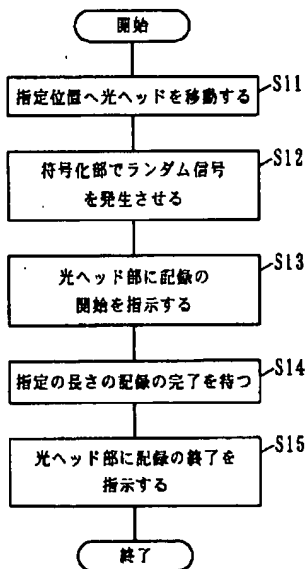 開始
指定位置へ光ヘッドを移動する
S11
符号化部でランダム信号
を発生させる
S12
光ヘッド部に記録の
開始を指示する
S13
指定の長さの記録の完了を待つ
S14
光ヘッド部に記録の終了を
指示する
S15
終了